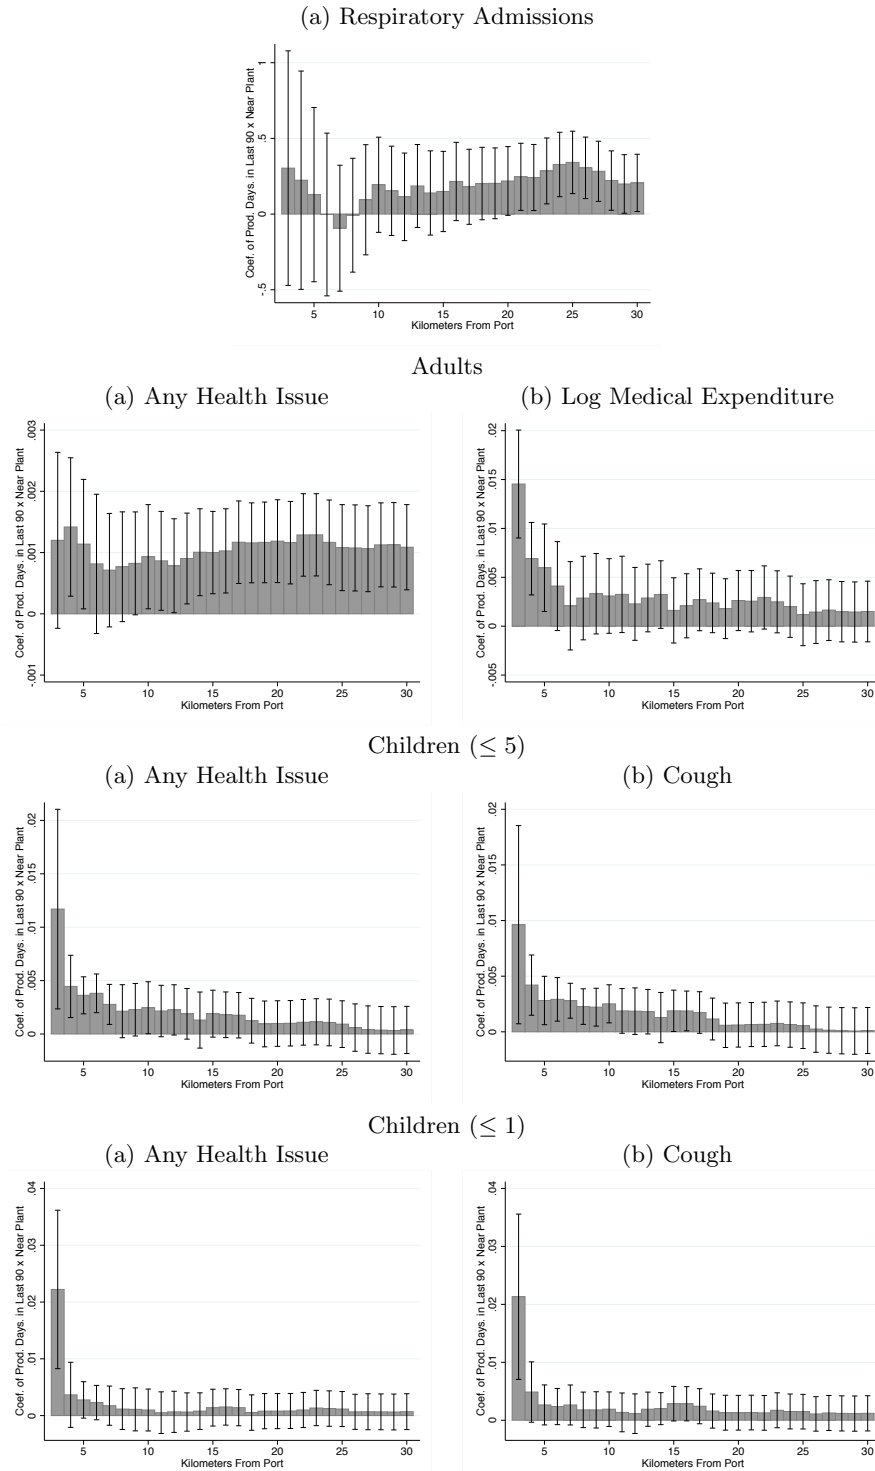 (a) Respiratory Admissions
Coef. of Prod. Days. in Last 90 x Near Plant
1
.5
0
-.5
5 10 15 20 25 30
Kilometers From Port
Adults
(a) Any Health Issue
Coef. of Prod. Days. in Last 90 x Near Plant
.003
.002
.001
0
-.001
5 10 15 20 25 30
Kilometers From Port
(b) Log Medical Expenditure
Coef. of Prod. Days. in Last 90 x Near Plant
.02
.015
.01
.005
0
-.005
5 10 15 20 25 30
Kilometers From Port
Children (≤ 5)
(a) Any Health Issue
Coef. of Prod. Days. in Last 90 x Near Plant
.02
.015
.01
.005
0
5 10 15 20 25 30
Kilometers From Port
(b) Cough
Coef. of Prod. Days. in Last 90 x Near Plant
.02
.015
.01
.005
0
5 10 15 20 25 30
Kilometers From Port
Children (≤ 1)
(a) Any Health Issue
Coef. of Prod. Days. in Last 90 x Near Plant
.04
.03
.02
.01
0
5 10 15 20 25 30
Kilometers From Port
(b) Cough
Coef. of Prod. Days. in Last 90 x Near Plant
.04
.03
.02
.01
0
5 10 15 20 25 30
Kilometers From Port